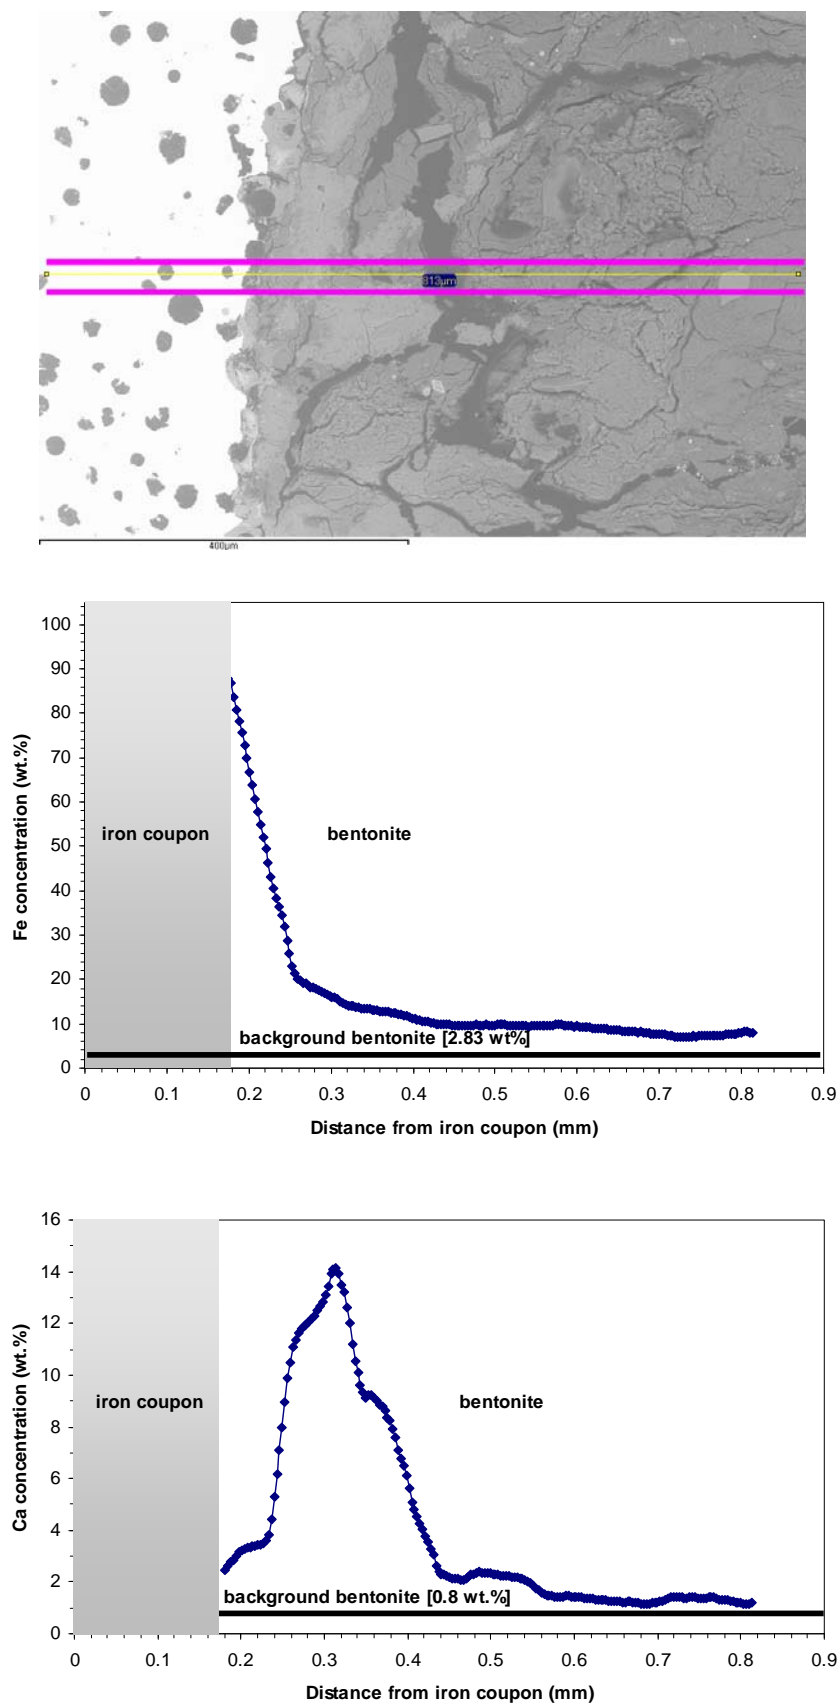 813µm
400µm
100
90
80
70
60
50
40
30
20
10
0
Fe concentration (wt.%)
iron coupon
bentonite
background bentonite [2.83 wt%]
0 0.1 0.2 0.3 0.4 0.5 0.6 0.7 0.8 0.9
Distance from iron coupon (mm)
16
14
12
10
8
6
4
2
0
Ca concentration (wt.%)
iron coupon
bentonite
background bentonite [0.8 wt.%]
0 0.1 0.2 0.3 0.4 0.5 0.6 0.7 0.8 0.9
Distance from iron coupon (mm)